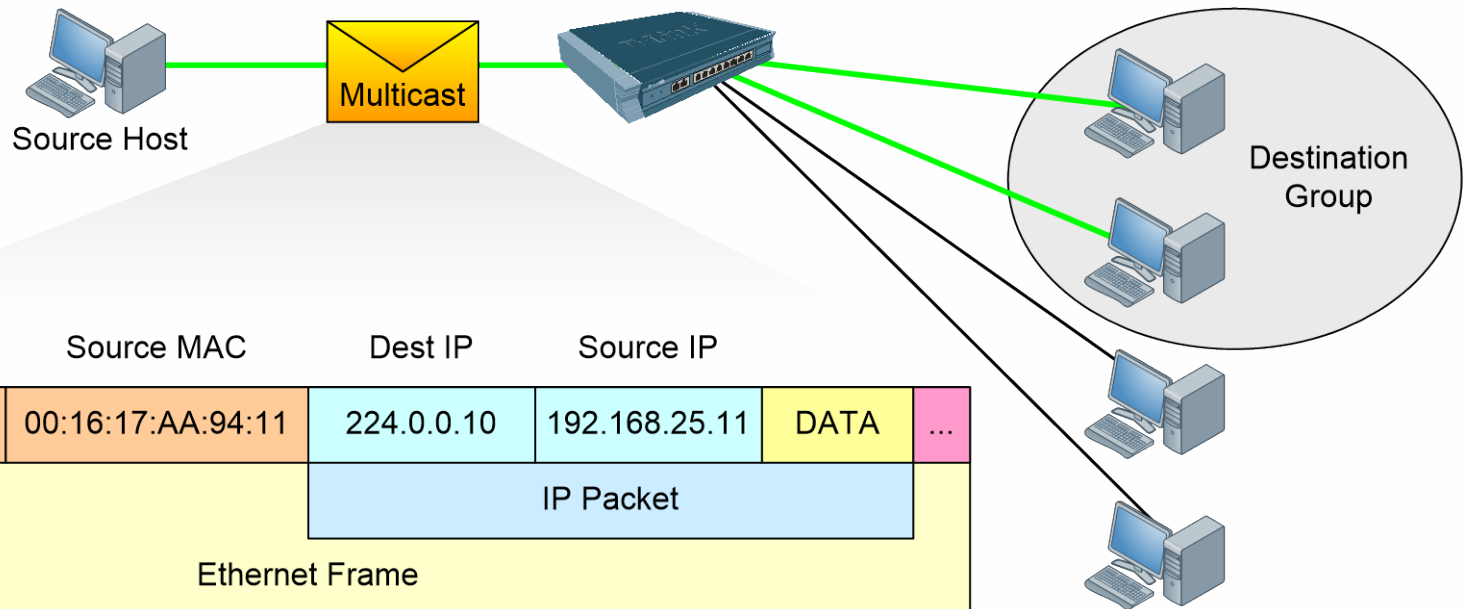 Multicast
Source Host
Destination
Group
Source MAC
Dest IP
Source IP
00:16:17:AA:94:11
224.0.0.10
192.168.25.11
DATA
...
IP Packet
Ethernet Frame